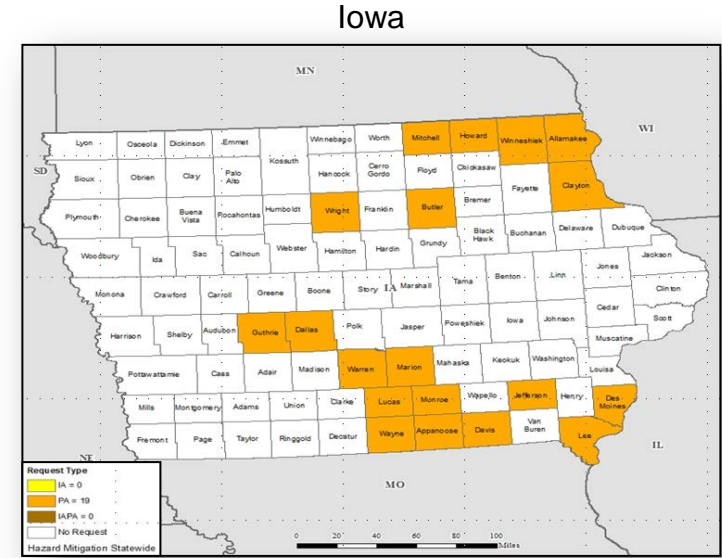 Iowa
MN
WI
SD
NE
MO
IL
IA
Lyon Osceola Dickinson Emmet Winnebago Worth Mitchell Howard Winneshiek Allamakee
Kossuth
Sioux Obrien Clay Palo Alto Hancock Cerro Gordo Floyd Chickasaw
Fayette Clayton
Plymouth Cherokee Buena Vista Pocahontas Humboldt Wright Franklin Butler Bremer
Woodbury Ida Sac Calhoun Webster Hamilton Hardin Grundy Black Hawk Buchanan Delaware Dubuque
Jackson
Monona Crawford Carroll Greene Boone Story Marshall Tama Benton Linn Jones
Clinton
Harrison Shelby Audubon Guthrie Dallas Polk Jasper Poweshiek Iowa Johnson Cedar Scott
Muscatine
Pottawattamie Cass Adair Madison Warren Marion Mahaska Keokuk Washington Louisa
Mills Montgomery Adams Union Clarke Lucas Monroe Wapello Jefferson Henry Des Moines
Fremont Page Taylor Ringgold Decatur Wayne Appanoose Davis Van Buren Lee
Request Type
IA = 0
PA = 19
IAPA = 0
No Request
Hazard Mitigation Statewide
0 20 40 60 80 100
Miles